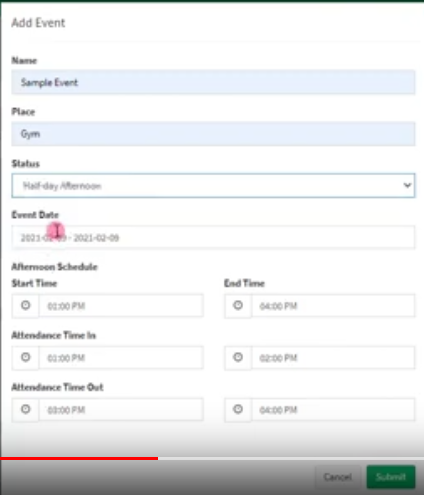 Add Event
Name
Sample Event
Place
Gym
Status
Half-day Afternoon
Event Date
2021-02-09 - 2021-02-09
Afternoon Schedule
Start Time End Time
01:00 PM 04:00 PM
Attendance Time In
01:00 PM 02:00 PM
Attendance Time Out
03:00 PM 04:00 PM
Cancel Submit